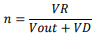 n = VR / Vout + VD